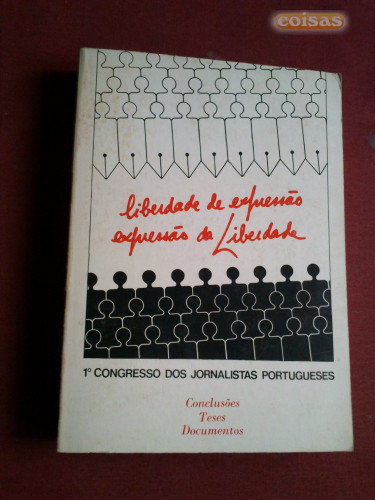 coisas
liberdade de expressão
expressão da Liberdade
1º CONGRESSO DOS JORNALISTAS PORTUGUESES
Conclusões
Teses
Documentos